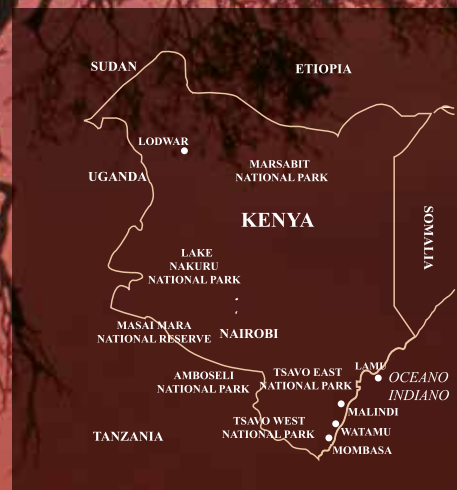 SUDAN
ETIOPIA
LODWAR
UGANDA
MARSABIT
NATIONAL PARK
KENYA
SOMALIA
LAKE
NAKURU
NATIONAL PARK
MASAI MARA
NATIONAL RESERVE
NAIROBI
AMBOSELI
NATIONAL PARK
TSAVO EAST
NATIONAL PARK
LAMU
OCEANO
INDIANO
MALINDI
TSAVO WEST
NATIONAL PARK
WATAMU
MOMBASA
TANZANIA